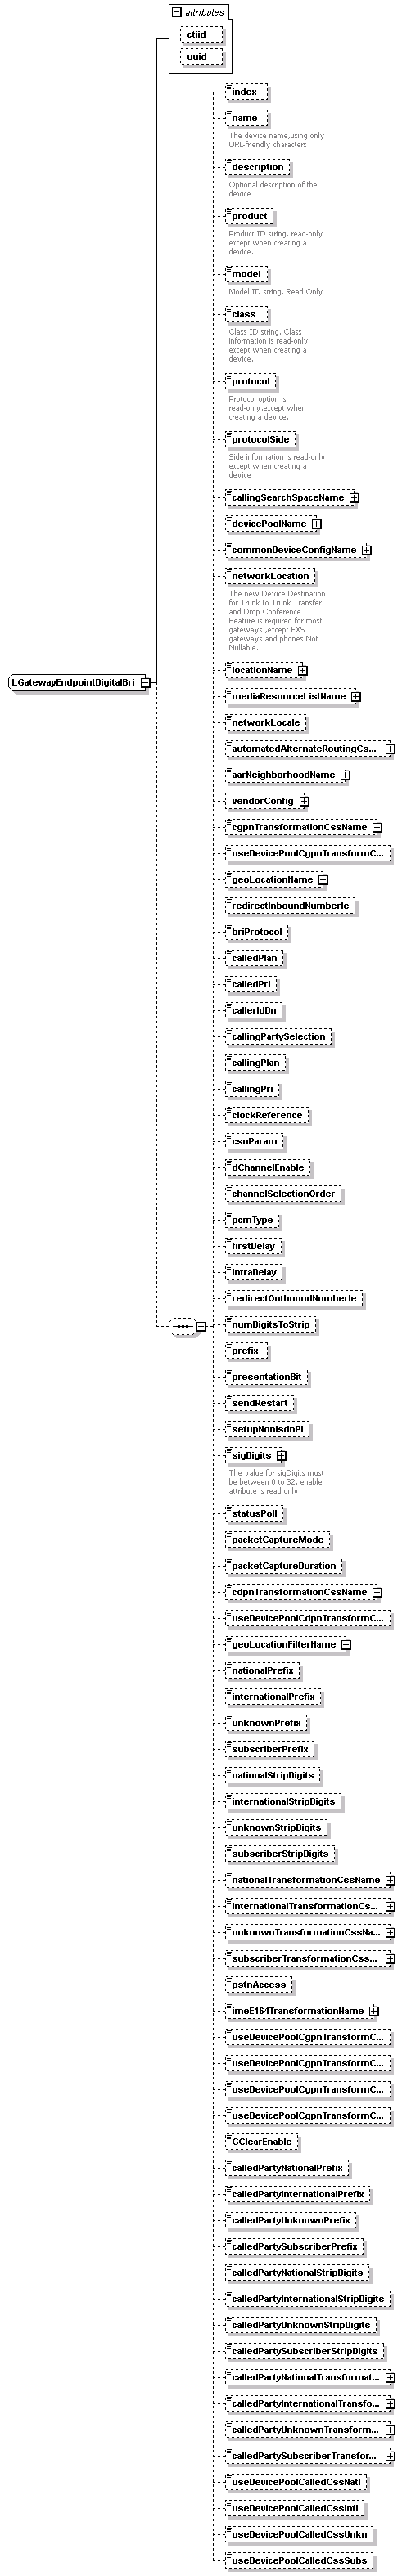 attributes
ctiid
uuid
index
name
The device name,using only
URL-friendly characters
description
Optional description of the
device
product
Product ID string. read-only
except when creating a
device.
model
Model ID string. Read Only
class
Class ID string. Class
information is read-only
except when creating a
device.
protocol
Protocol option is
read-only,except when
creating a device.
protocolSide
Side information is read-only
except when creating a
device
callingSearchSpaceName
devicePoolName
commonDeviceConfigName
networkLocation
The new Device Destination
for Trunk to Trunk Transfer
and Drop Conference
Feature is required for most
gateways ,except FXS
gateways and phones.Not
Nullable.
LGatewayEndpointDigitalBri
locationName
mediaResourceListName
networkLocale
automatedAlternateRoutingCs...
aarNeighborhoodName
vendorConfig
cgpnTransformationCssName
useDevicePoolCgpnTransformC...
geoLocationName
redirectInboundNumberIe
briProtocol
calledPlan
calledPri
callerIdDn
callingPartySelection
callingPlan
callingPri
clockReference
csuParam
dChannelEnable
channelSelectionOrder
pcmType
firstDelay
intraDelay
redirectOutboundNumberIe
numDigitsToStrip
prefix
presentationBit
sendRestart
setupNonIsdnPi
sigDigits
The value for sigDigits must
be between 0 to 32. enable
attribute is read only
statusPoll
packetCaptureMode
packetCaptureDuration
cdpnTransformationCssName
useDevicePoolCdpnTransformC...
geoLocationFilterName
nationalPrefix
internationalPrefix
unknownPrefix
subscriberPrefix
nationalStripDigits
internationalStripDigits
unknownStripDigits
subscriberStripDigits
nationalTransformationCssName
internationalTransformationCs...
unknownTransformationCssNa...
subscriberTransformationCss...
pstnAccess
imeE164TransformationName
useDevicePoolCgpnTransformC...
useDevicePoolCgpnTransformC...
useDevicePoolCgpnTransformC...
useDevicePoolCgpnTransformC...
GClearEnable
calledPartyNationalPrefix
calledPartyInternationalPrefix
calledPartyUnknownPrefix
calledPartySubscriberPrefix
calledPartyNationalStripDigits
calledPartyInternationalStripDigits
calledPartyUnknownStripDigits
calledPartySubscriberStripDigits
calledPartyNationalTransformat...
calledPartyInternationalTransfo...
calledPartyUnknownTransform...
calledPartySubscriberTransfor...
useDevicePoolCalledCssNatl
useDevicePoolCalledCssIntl
useDevicePoolCalledCssUnkn
useDevicePoolCalledCssSubs